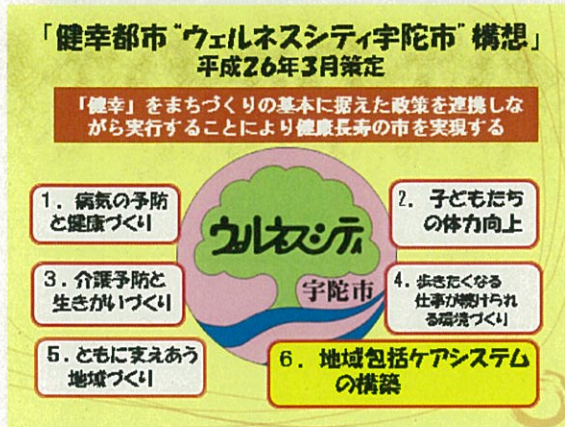 「健幸都市“ウェルネスシティ宇陀市”構想」
平成26年3月策定
「健幸」をまちづくりの基本に据えた政策を連携しな
がら実行することにより健康長寿の市を実現する
1．病気の予防
と健康づくり
2．子どもたち
の体力向上
ウェルネスシティ
宇陀市
3．介護予防と
生きがいづくり
4．歩きたくなる
仕事が続けられ
る環境づくり
5．ともに支えあう
地域づくり
6．地域包括ケアシステム
の構築